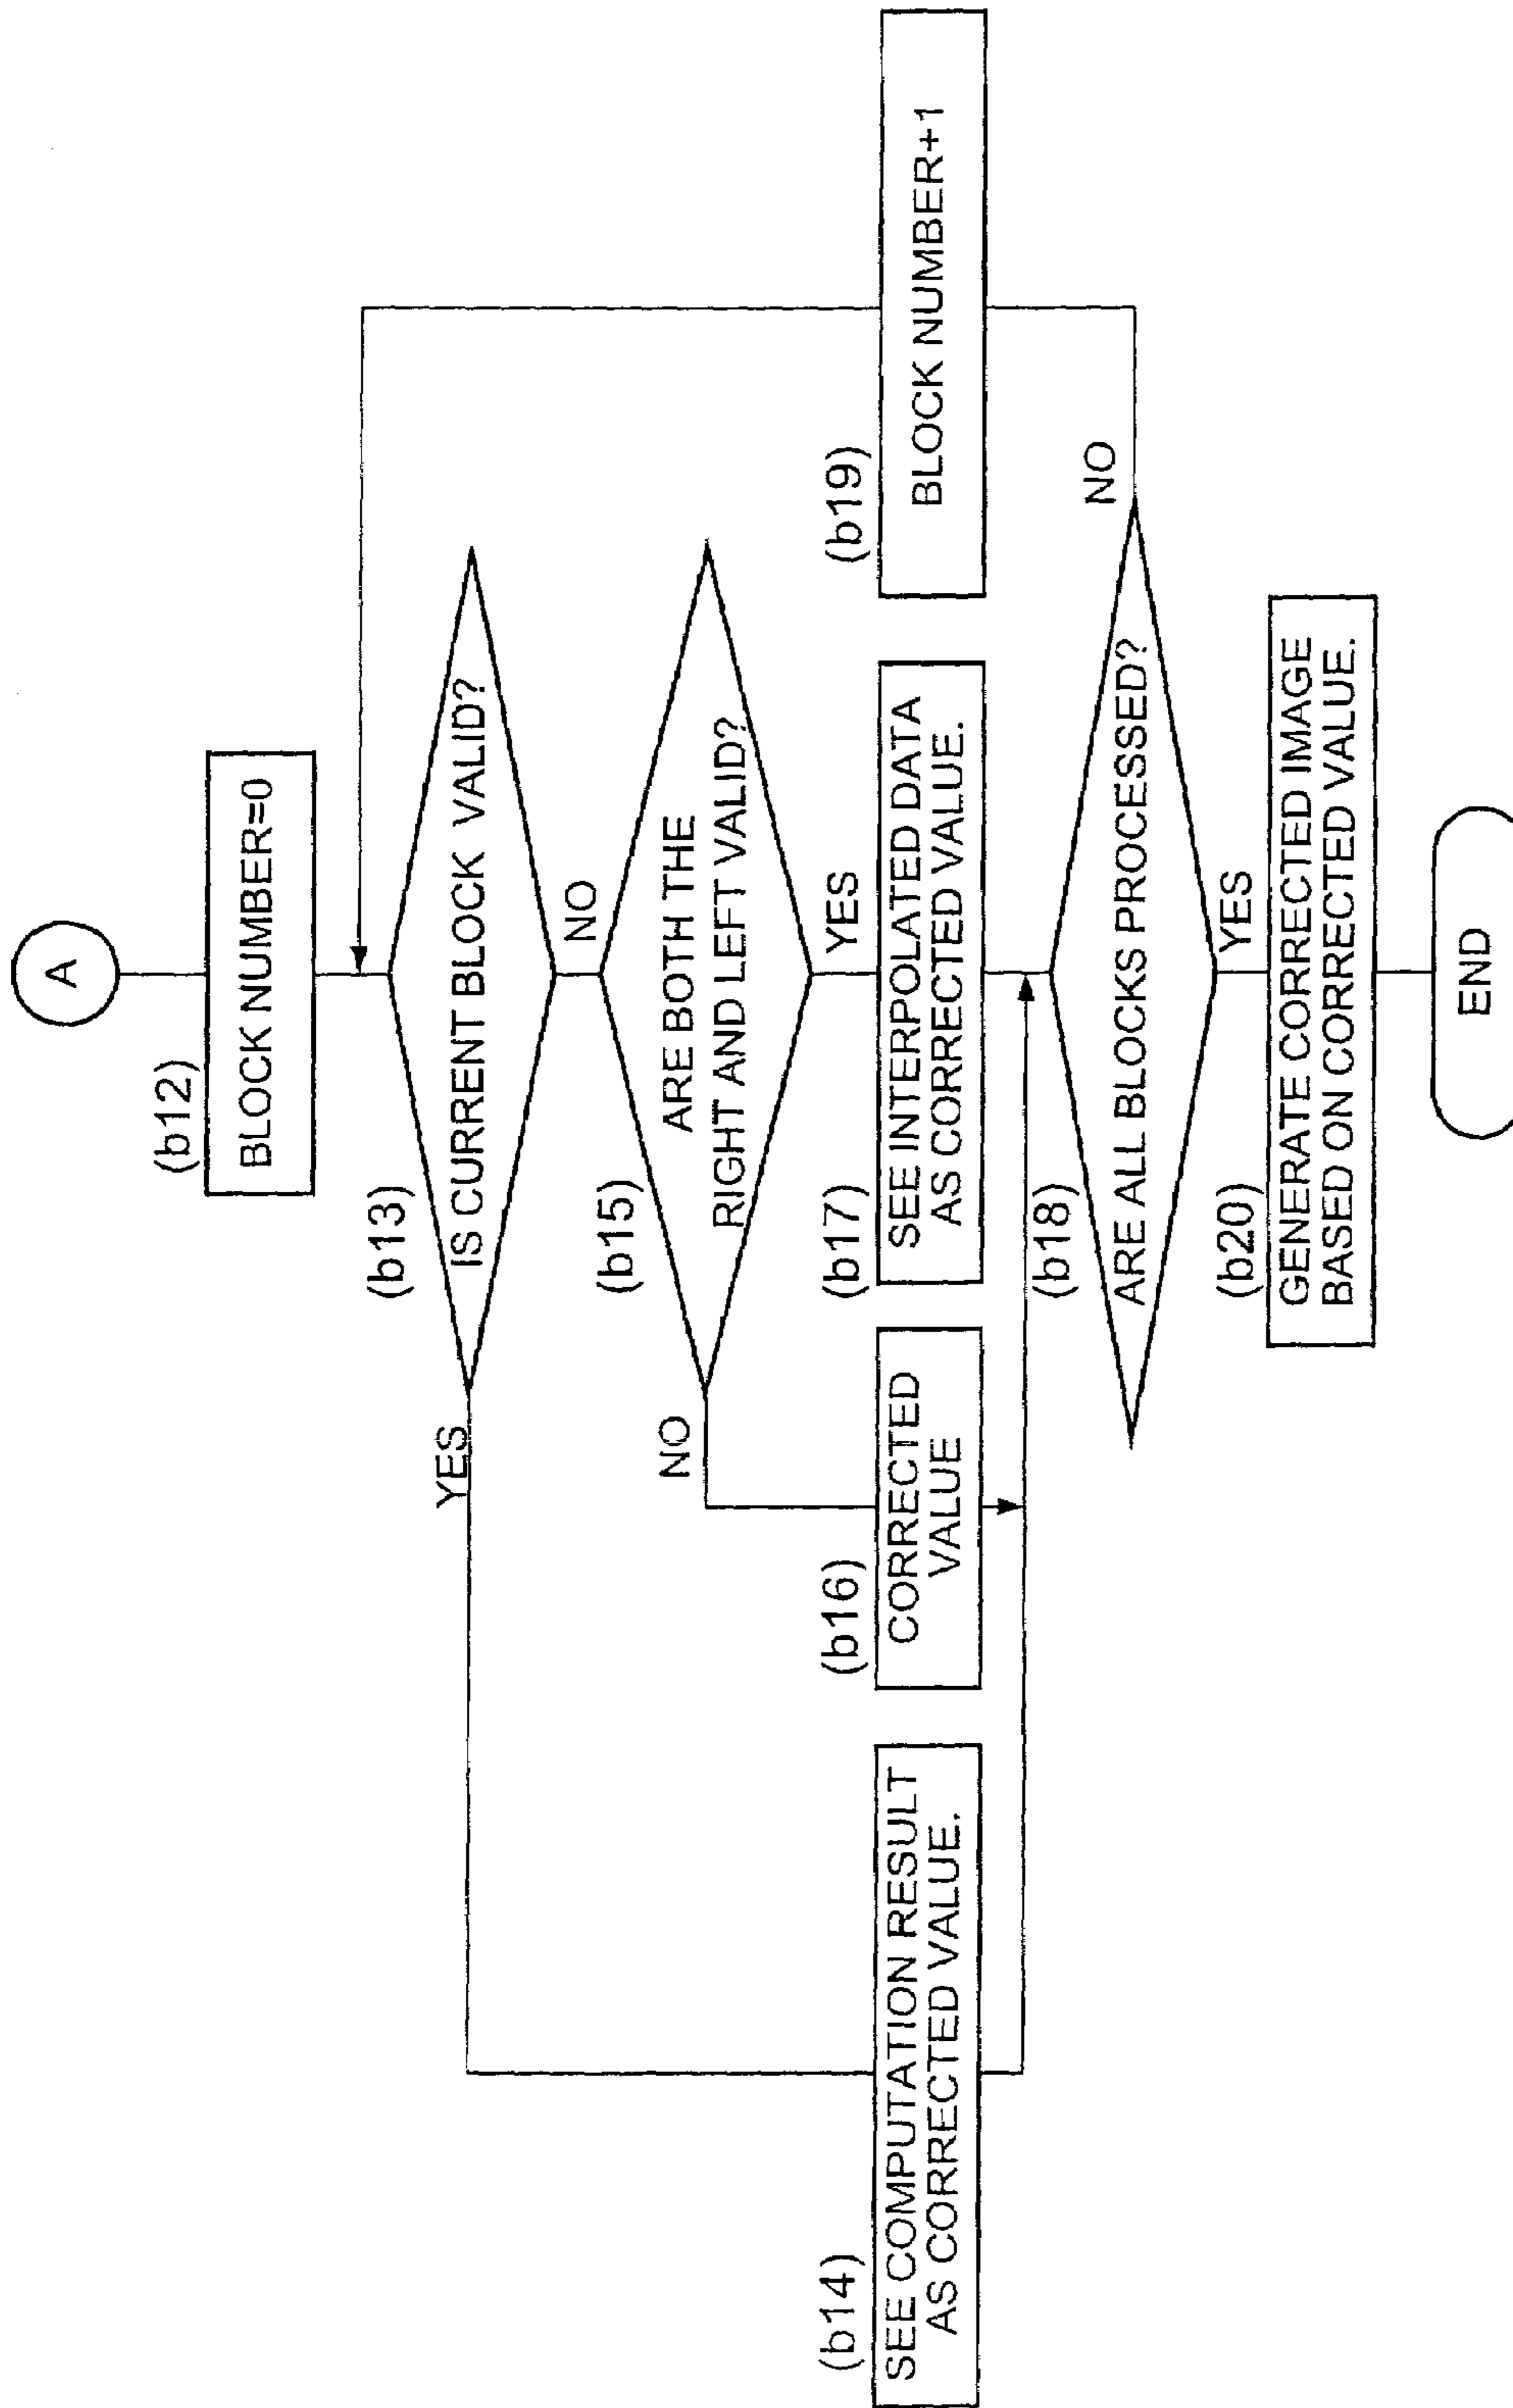 A
(b12)
BLOCK NUMBER=0
(b13)
IS CURRENT BLOCK VALID?
YES
NO
(b15)
ARE BOTH THE
RIGHT AND LEFT VALID?
NO
YES
(b14)
SEE COMPUTATION RESULT
AS CORRECTED VALUE.
(b16)
CORRECTED
VALUE
(b17)
SEE INTERPOLATED DATA
AS CORRECTED VALUE.
(b19)
BLOCK NUMBER+1
(b18)
ARE ALL BLOCKS PROCESSED?
NO
YES
(b20)
GENERATE CORRECTED IMAGE
BASED ON CORRECTED VALUE.
END